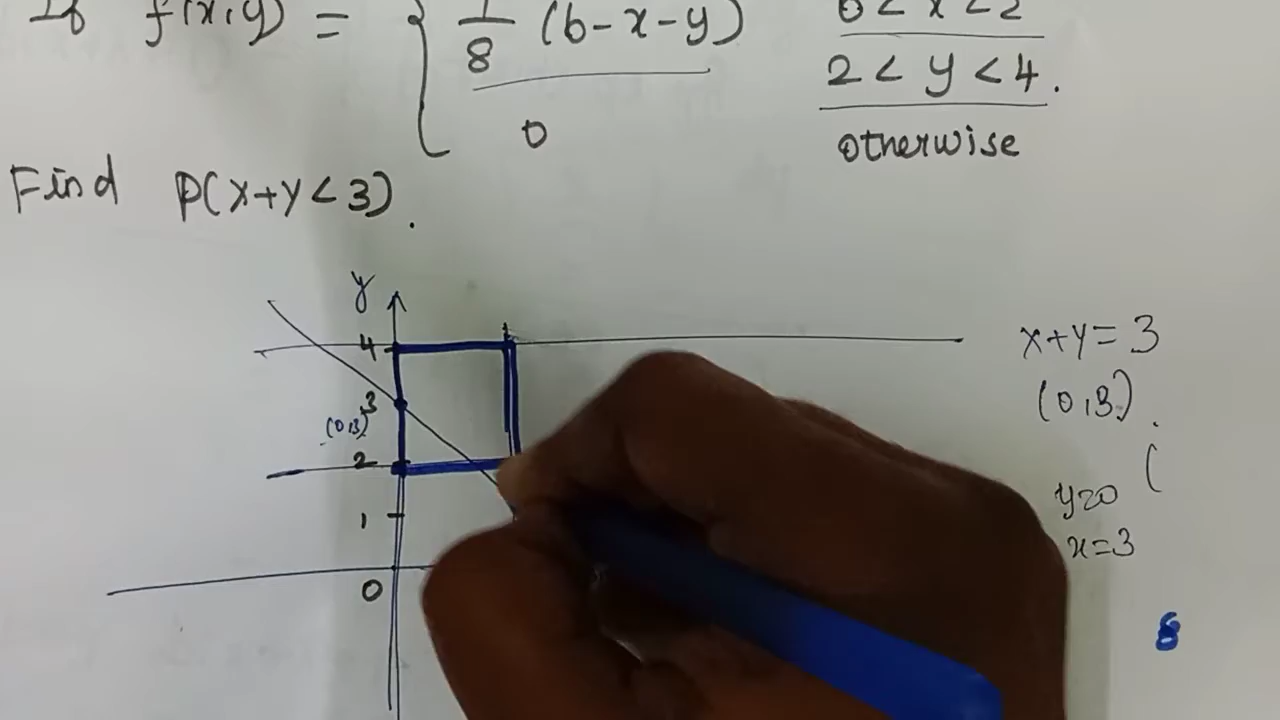 If f(x,y) = { 1/8 (6-x-y) 0 < x < 2
2 < y < 4.
0 otherwise
Find P(x+y<3).
y
4
3
(0,3)
2
1
0
x+y=3
(0,3).
(
y=0
x=3